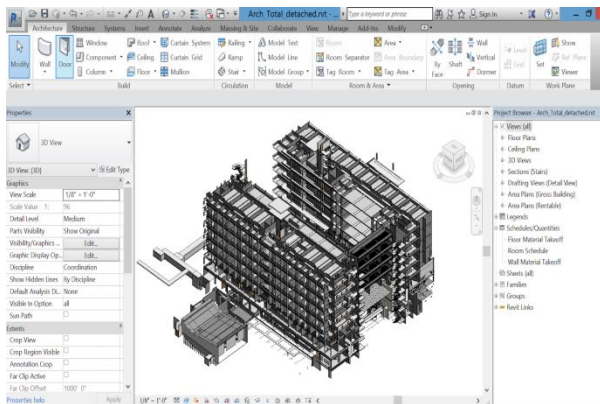 Arch_Total_detached.rvt - ... Type a keyword or phrase Sign In
Architecture Structure Systems Insert Annotate Analyze Massing & Site Collaborate View Manage Add-Ins Modify
Modify Wall Door Window Component Column Roof Ceiling Floor Curtain System Curtain Grid Mullion Railing Ramp Stair Model Text Model Line Model Group Room Room Separator Tag Room Area Area Boundary Tag Area By Face Shaft Wall Vertical Dormer Level Grid Set Show Ref Plane Viewer
Select Build Circulation Model Room & Area Opening Datum Work Plane
Properties
3D View
3D View: {3D} Edit Type
Graphics
View Scale 1/8" = 1'-0"
Scale Value 1: 96
Detail Level Medium
Parts Visibility Show Original
Visibility/Graphics ... Edit...
Graphic Display Op... Edit...
Discipline Coordination
Show Hidden Lines By Discipline
Default Analysis Di... None
Visible In Option all
Sun Path
Extents
Crop View
Crop Region Visible
Annotation Crop
Far Clip Active
Far Clip Offset 1000' 0"
Properties help Apply
1/8" = 1'-0"
Project Browser - Arch_Total_detached.rvt
Views (all)
Floor Plans
Ceiling Plans
3D Views
Sections (Stairs)
Drafting Views (Detail View)
Area Plans (Gross Building)
Area Plans (Rentable)
Legends
Schedules/Quantities
Floor Material Takeoff
Room Schedule
Wall Material Takeoff
Sheets (all)
Families
Groups
Revit Links